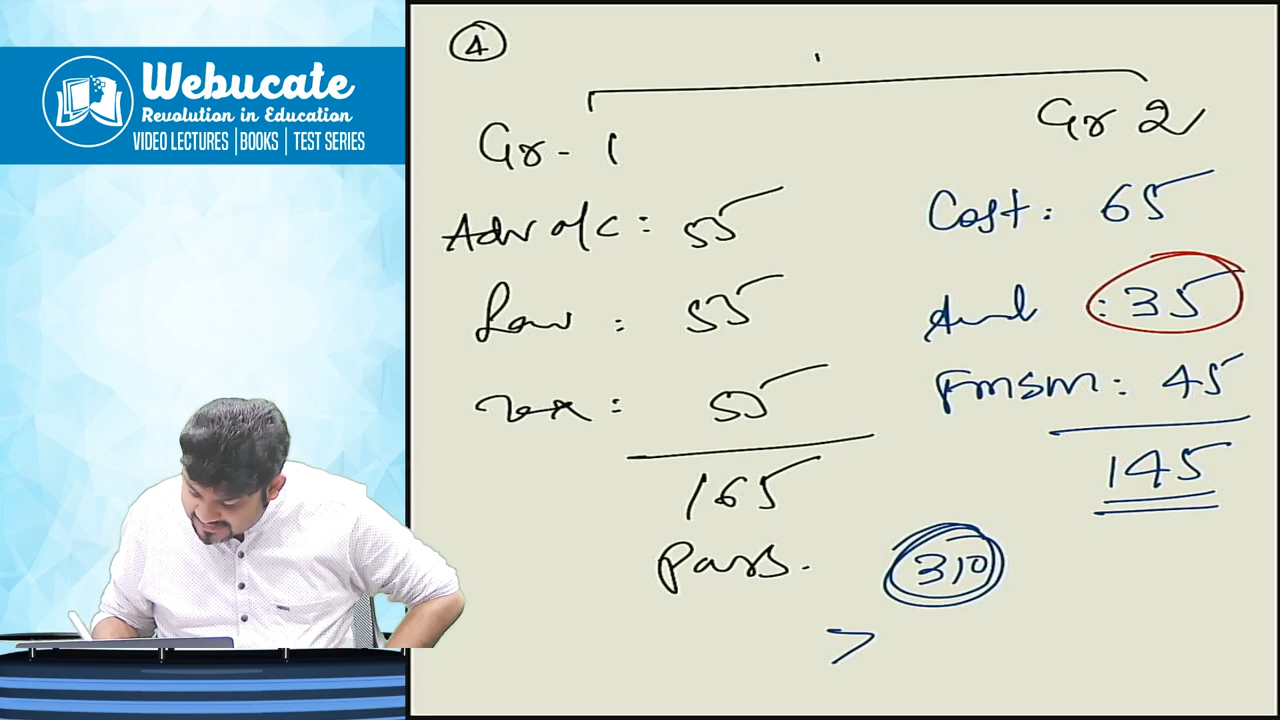 Webucate
Revolution in Education
VIDEO LECTURES | BOOKS | TEST SERIES
4
Gr - 1
Adv a/c : 55
Law : 55
Tax : 55
165
Pass.
Gr 2
Cost : 65
Aud : 35
FMSM : 45
145
310
>